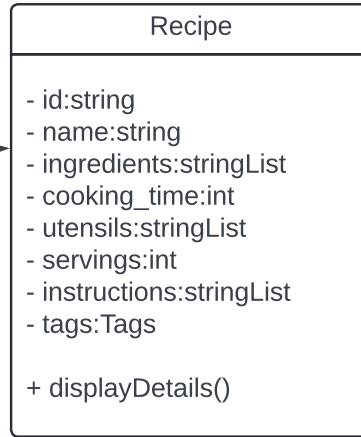 Recipe
- id:string
- name:string
- ingredients:stringList
- cooking_time:int
- utensils:stringList
- servings:int
- instructions:stringList
- tags:Tags
+ displayDetails()